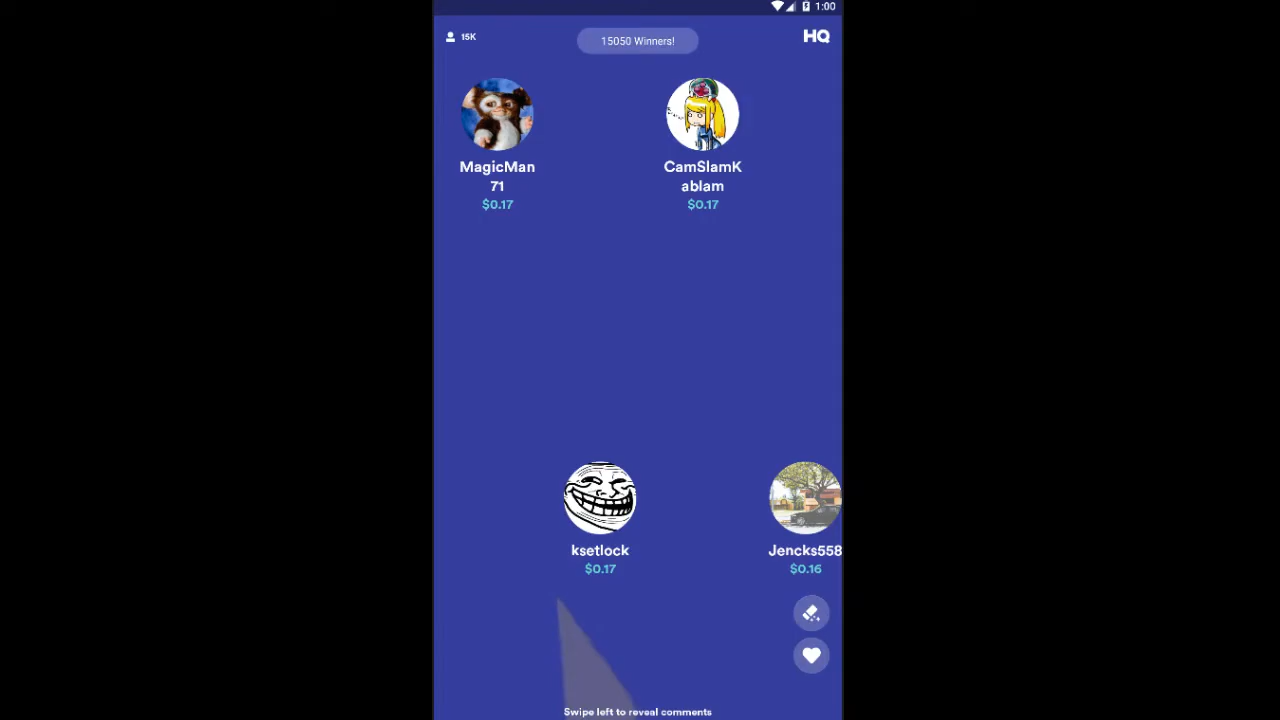 1:00
15K
15050 Winners!
HQ
MagicMan
71
$0.17
CamSlamK
ablam
$0.17
ksetlock
$0.17
Jencks558
$0.16
Swipe left to reveal comments